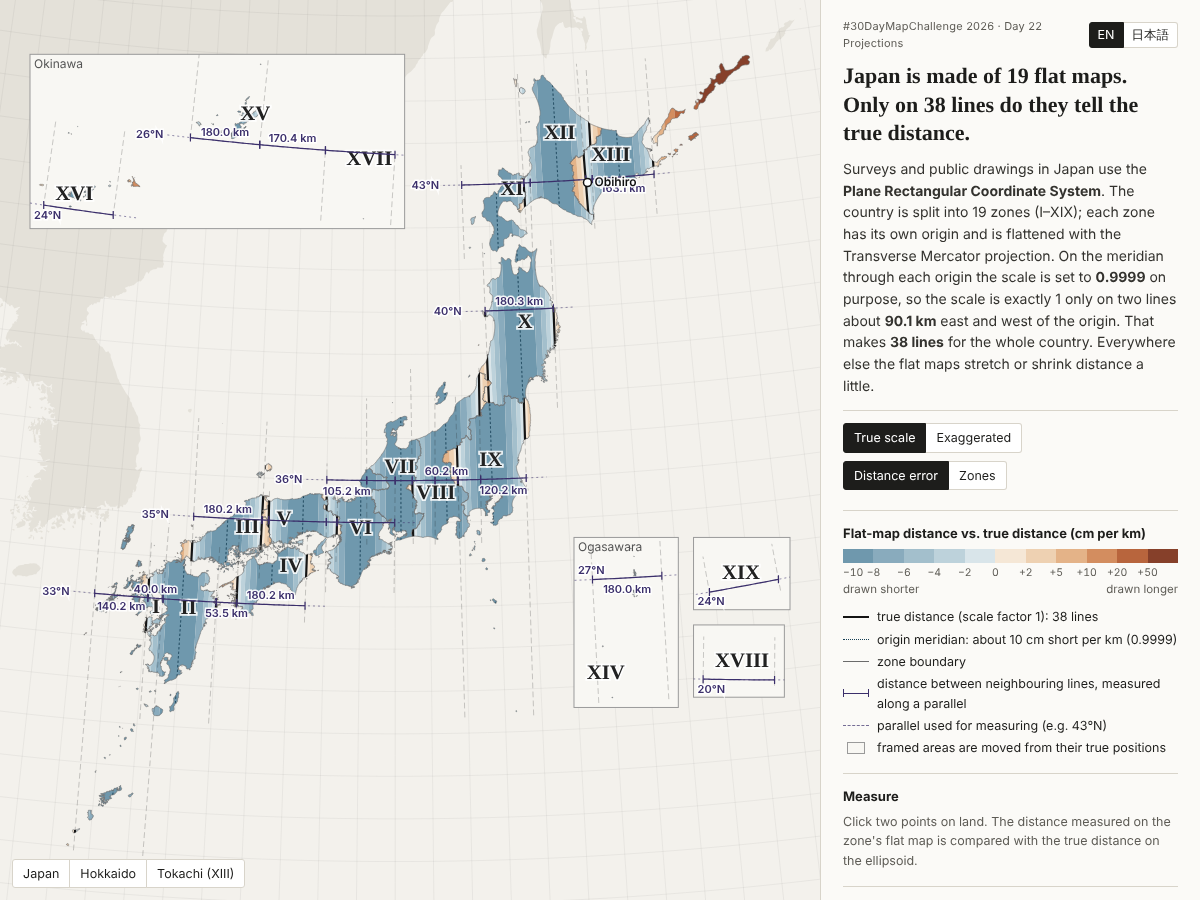 #30DayMapChallenge 2026 · Day 22
Projections
EN
日本語
Japan is made of 19 flat maps.
Only on 38 lines do they tell the
true distance.
Surveys and public drawings in Japan use the
Plane Rectangular Coordinate System. The
country is split into 19 zones (I–XIX); each zone
has its own origin and is flattened with the
Transverse Mercator projection. On the meridian
through each origin the scale is set to 0.9999 on
purpose, so the scale is exactly 1 only on two lines
about 90.1 km east and west of the origin. That
makes 38 lines for the whole country. Everywhere
else the flat maps stretch or shrink distance a
little.
True scale
Exaggerated
Distance error
Zones
Flat-map distance vs. true distance (cm per km)
−10 −8 −6 −4 −2 0 +2 +5 +10 +20 +50
drawn shorter
drawn longer
true distance (scale factor 1): 38 lines
origin meridian: about 10 cm short per km (0.9999)
zone boundary
distance between neighbouring lines, measured
along a parallel
parallel used for measuring (e.g. 43°N)
framed areas are moved from their true positions
Measure
Click two points on land. The distance measured on the
zone's flat map is compared with the true distance on
the ellipsoid.
Okinawa
XV
26°N
180.0 km
170.4 km
XVII
XVI
24°N
XII
XIII
43°N
XI
Obihiro
40°N
180.3 km
X
VII
IX
36°N
60.2 km
105.2 km
VIII
120.2 km
35°N
180.2 km
III
V
VI
IV
33°N
40.0 km
140.2 km
I
II
53.5 km
180.2 km
Ogasawara
27°N
180.0 km
XIV
XIX
24°N
XVIII
20°N
Japan
Hokkaido
Tokachi (XIII)